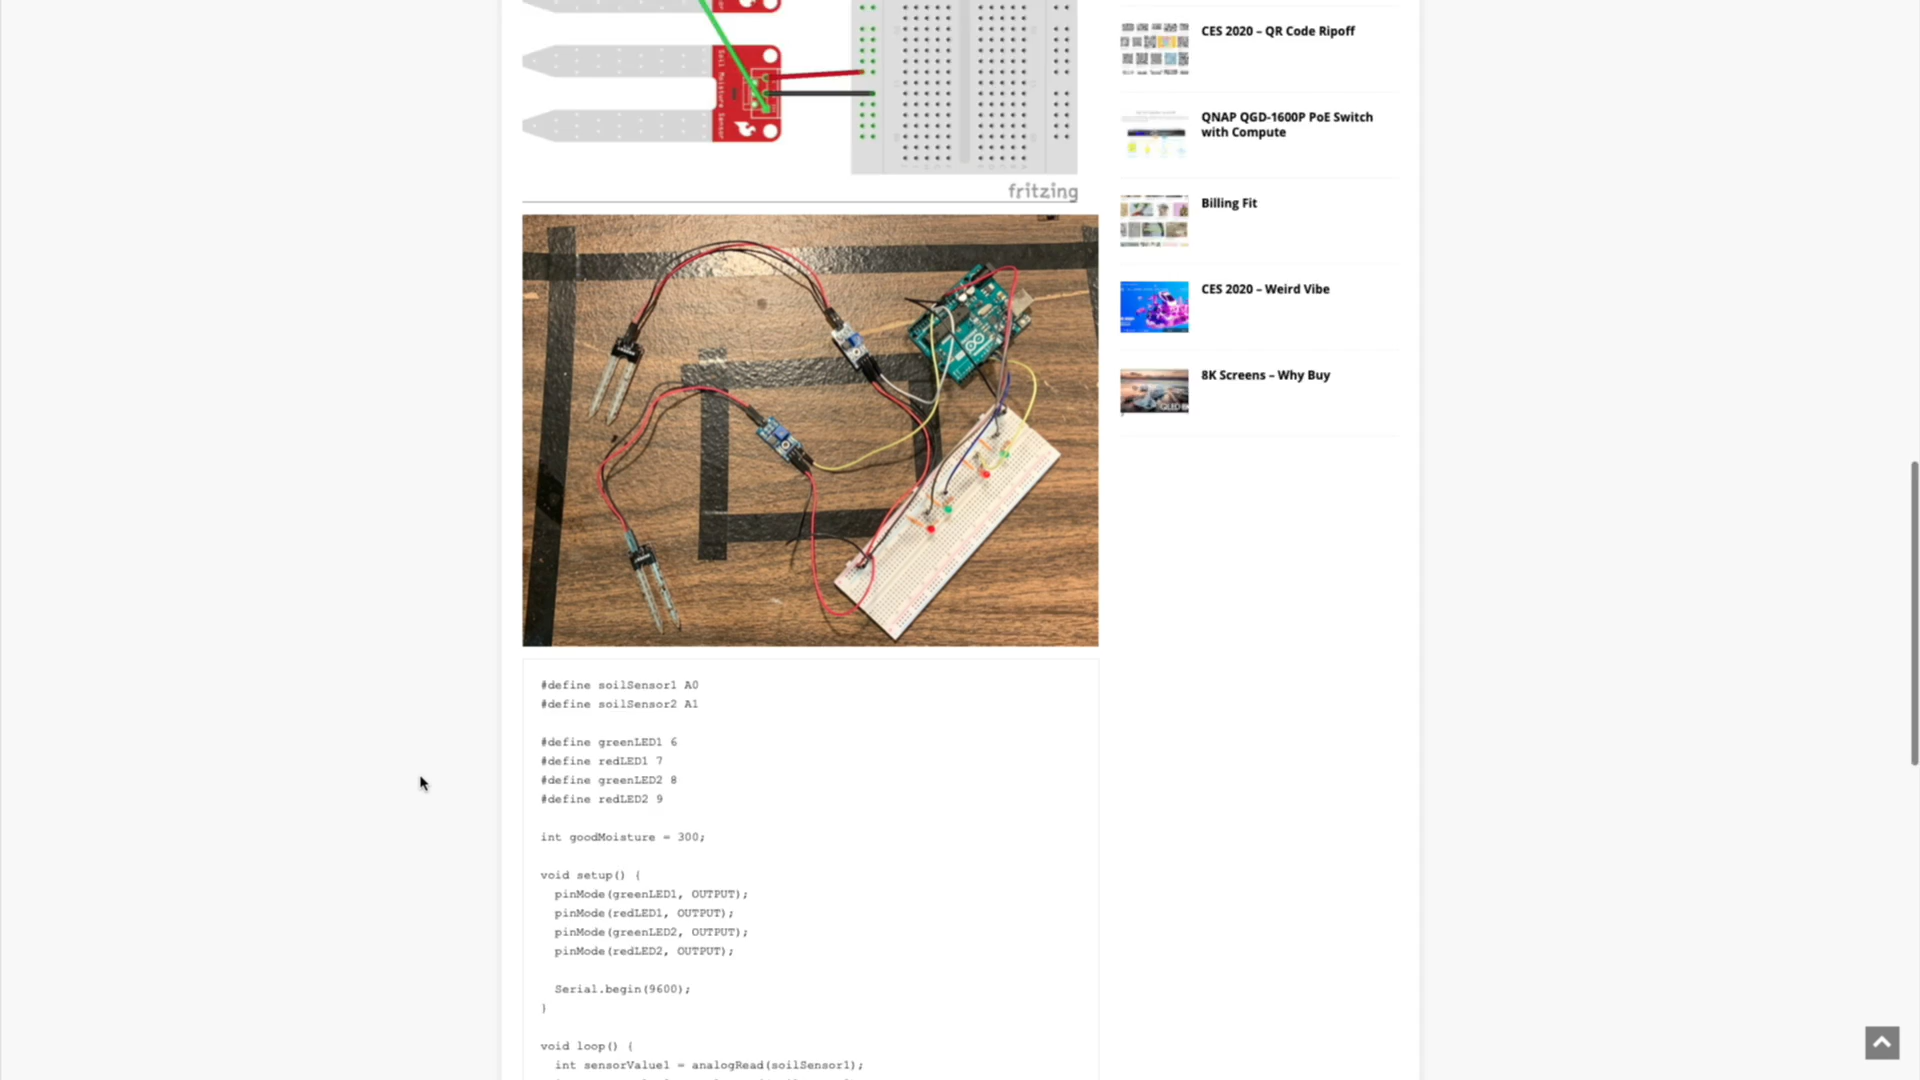 Soil Moisture Sensor
fritzing
#define soilSensor1 A0
#define soilSensor2 A1
#define greenLED1 6
#define redLED1 7
#define greenLED2 8
#define redLED2 9
int goodMoisture = 300;
void setup() {
pinMode(greenLED1, OUTPUT);
pinMode(redLED1, OUTPUT);
pinMode(greenLED2, OUTPUT);
pinMode(redLED2, OUTPUT);
Serial.begin(9600);
}
void loop() {
int sensorValue1 = analogRead(soilSensor1);
CES 2020 – QR Code Ripoff
QNAP QGD-1600P PoE Switch
with Compute
Billing Fit
CES 2020 – Weird Vibe
8K Screens – Why Buy